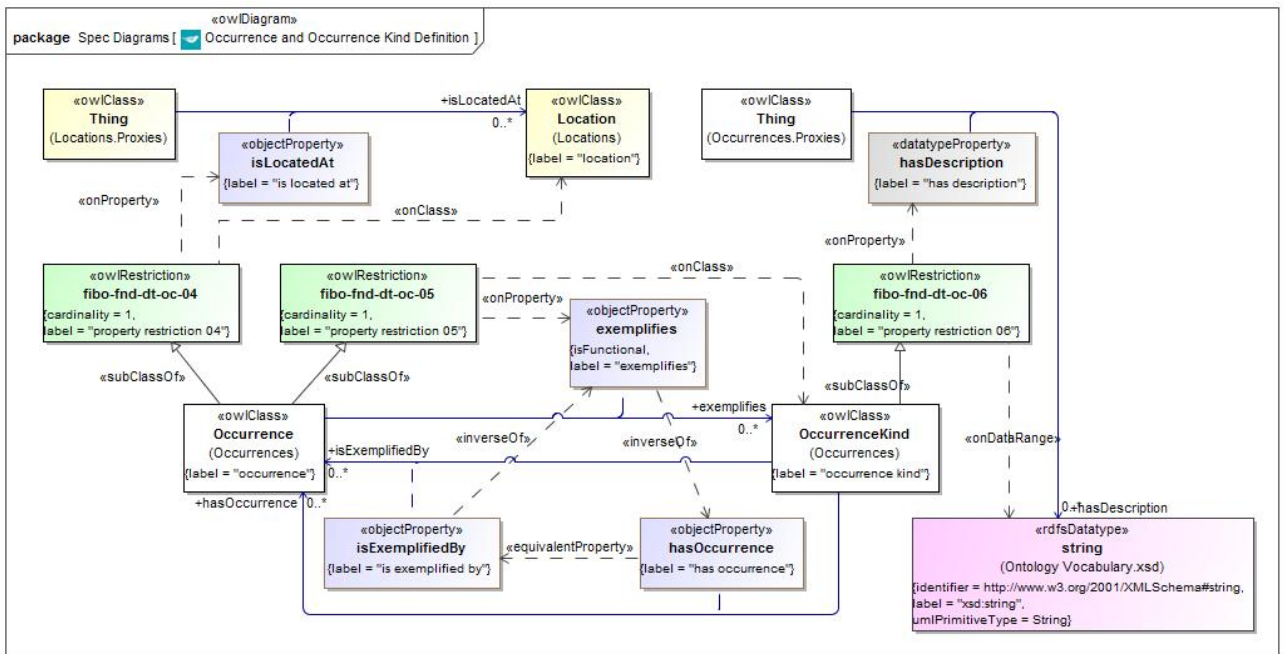 «owlDiagram»
package Spec Diagrams [ Occurrence and Occurrence Kind Definition ]
«owlClass»
Thing
(Locations.Proxies)
+isLocatedAt
0..*
«owlClass»
Location
(Locations)
{label = "location"}
«owlClass»
Thing
(Occurrences.Proxies)
«objectProperty»
isLocatedAt
{label = "is located at"}
«datatypeProperty»
hasDescription
{label = "has description"}
«onProperty»
«onClass»
«onProperty»
«owlRestriction»
fibo-fnd-dt-oc-04
{cardinality = 1,
label = "property restriction 04"}
«owlRestriction»
fibo-fnd-dt-oc-05
{cardinality = 1,
label = "property restriction 05"}
«onClass»
«onProperty»
«objectProperty»
exemplifies
{isFunctional,
label = "exemplifies"}
«owlRestriction»
fibo-fnd-dt-oc-06
{cardinality = 1,
label = "property restriction 06"}
«subClassOf»
«subClassOf»
«subClassOf»
«owlClass»
Occurrence
(Occurrences)
{label = "occurrence"}
+exemplifies
0..*
«owlClass»
OccurrenceKind
(Occurrences)
{label = "occurrence kind"}
+isExemplifiedBy
0..*
«inverseOf»
«inverseOf»
«onDataRange»
+hasOccurrence
0..*
«objectProperty»
isExemplifiedBy
{label = "is exemplified by"}
«equivalentProperty»
«objectProperty»
hasOccurrence
{label = "has occurrence"}
0..*
+hasDescription
«rdfsDatatype»
string
(Ontology Vocabulary.xsd)
{identifier = http://www.w3.org/2001/XMLSchema#string,
label = "xsd:string",
umlPrimitiveType = String}